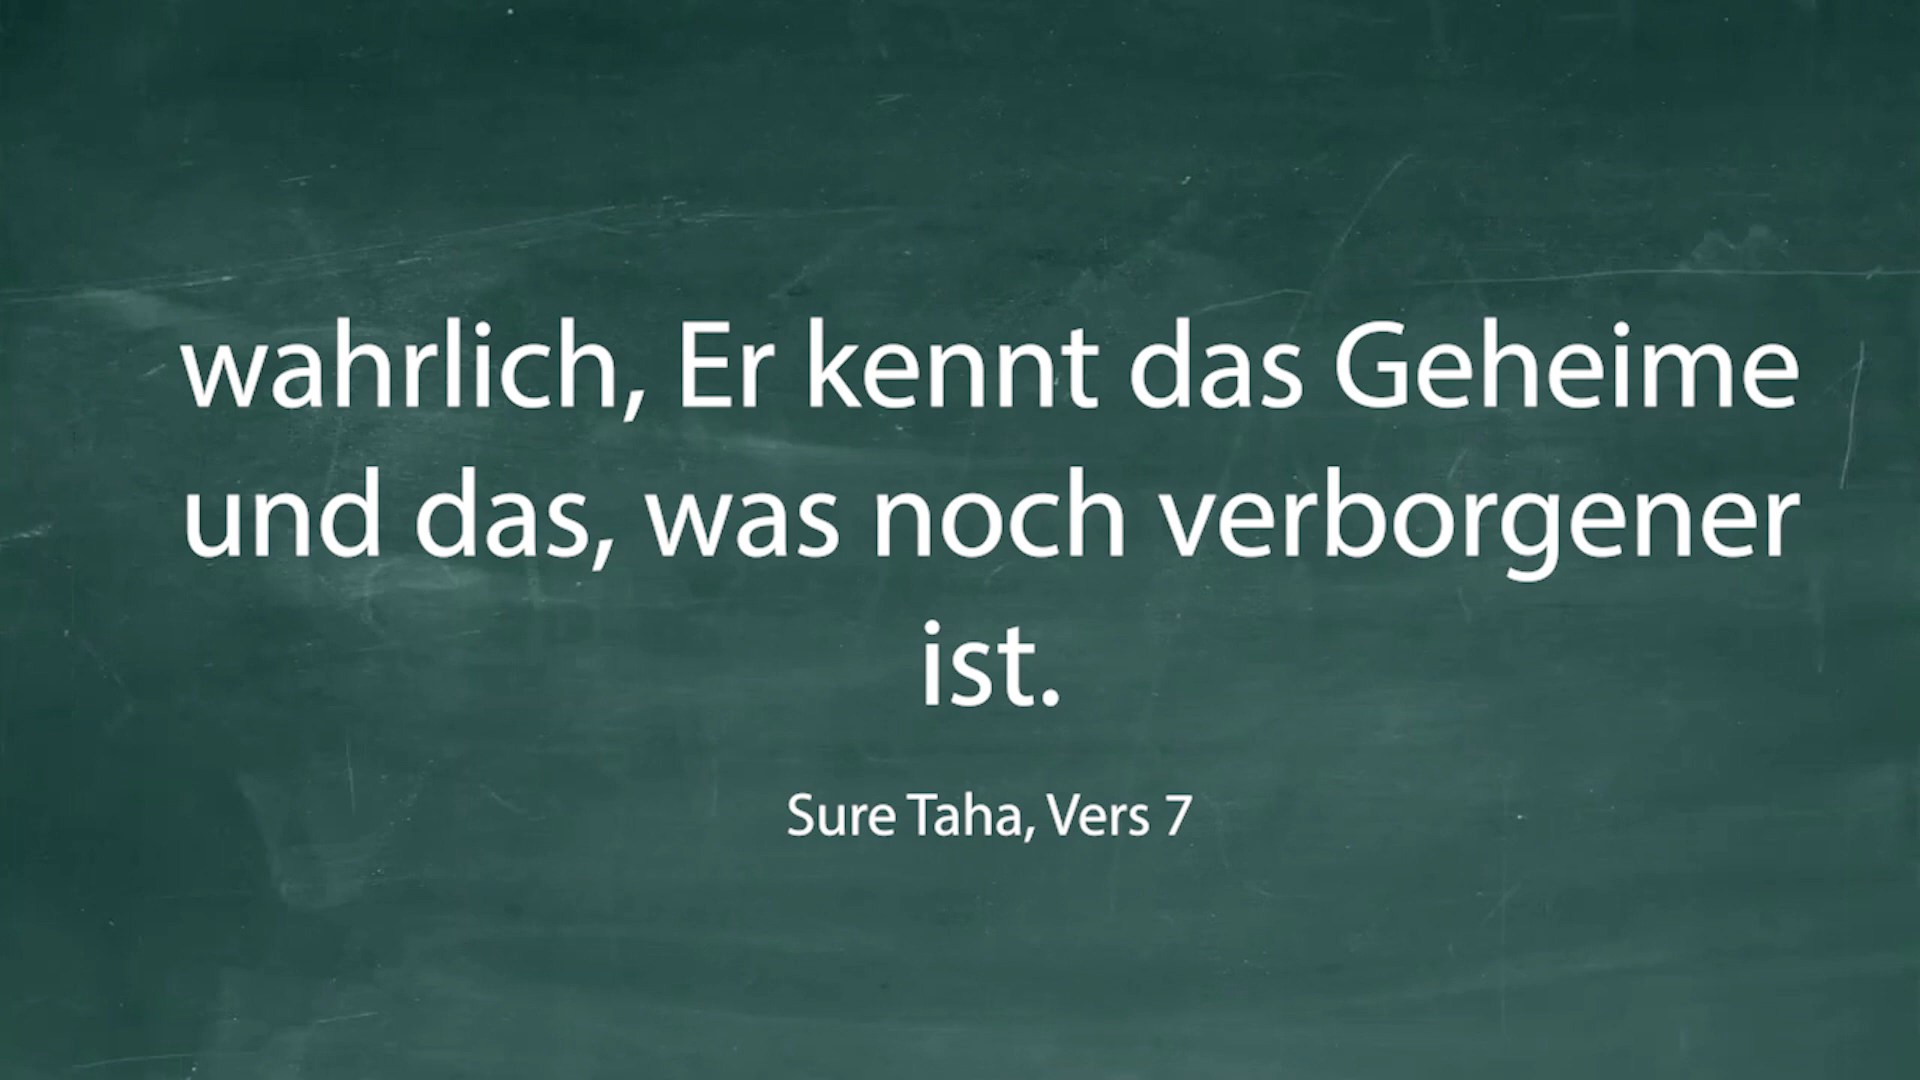 wahrlich, Er kennt das Geheime
und das, was noch verborgener
ist.
Sure Taha, Vers 7